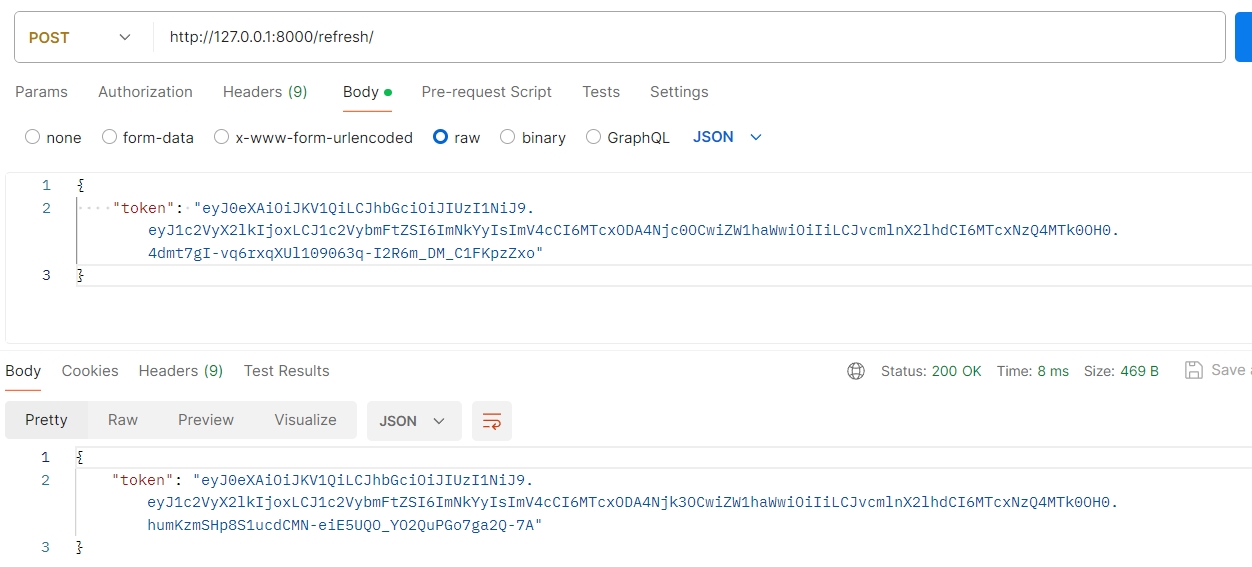 POST http://127.0.0.1:8000/refresh/
Params Authorization Headers (9) Body Pre-request Script Tests Settings
none form-data x-www-form-urlencoded raw binary GraphQL JSON
1 {
2 "token": "eyJ0eXAiOiJKV1QiLCJhbGciOiJIUzI1NiJ9.
eyJ1c2VyX2lkIjoxLCJ1c2VybmFtZSI6ImNkYyIsImV4cCI6MTcxODA4Njc0OCwiZW1haWwiOiIiLCJvcmlnX2lhdCI6MTcxNzQ4MTk0OH0.
4dmt7gI-vq6rxqXUl109063q-I2R6m_DM_C1FKpzZxo"
3 }
Body Cookies Headers (9) Test Results Status: 200 OK Time: 8 ms Size: 469 B Save
Pretty Raw Preview Visualize JSON
1 {
2 "token": "eyJ0eXAiOiJKV1QiLCJhbGciOiJIUzI1NiJ9.
eyJ1c2VyX2lkIjoxLCJ1c2VybmFtZSI6ImNkYyIsImV4cCI6MTcxODA4Njk3OCwiZW1haWwiOiIiLCJvcmlnX2lhdCI6MTcxNzQ4MTk0OH0.
humKzmSHp8S1ucdCMN-eiE5UQO_YO2QuPGo7ga2Q-7A"
3 }